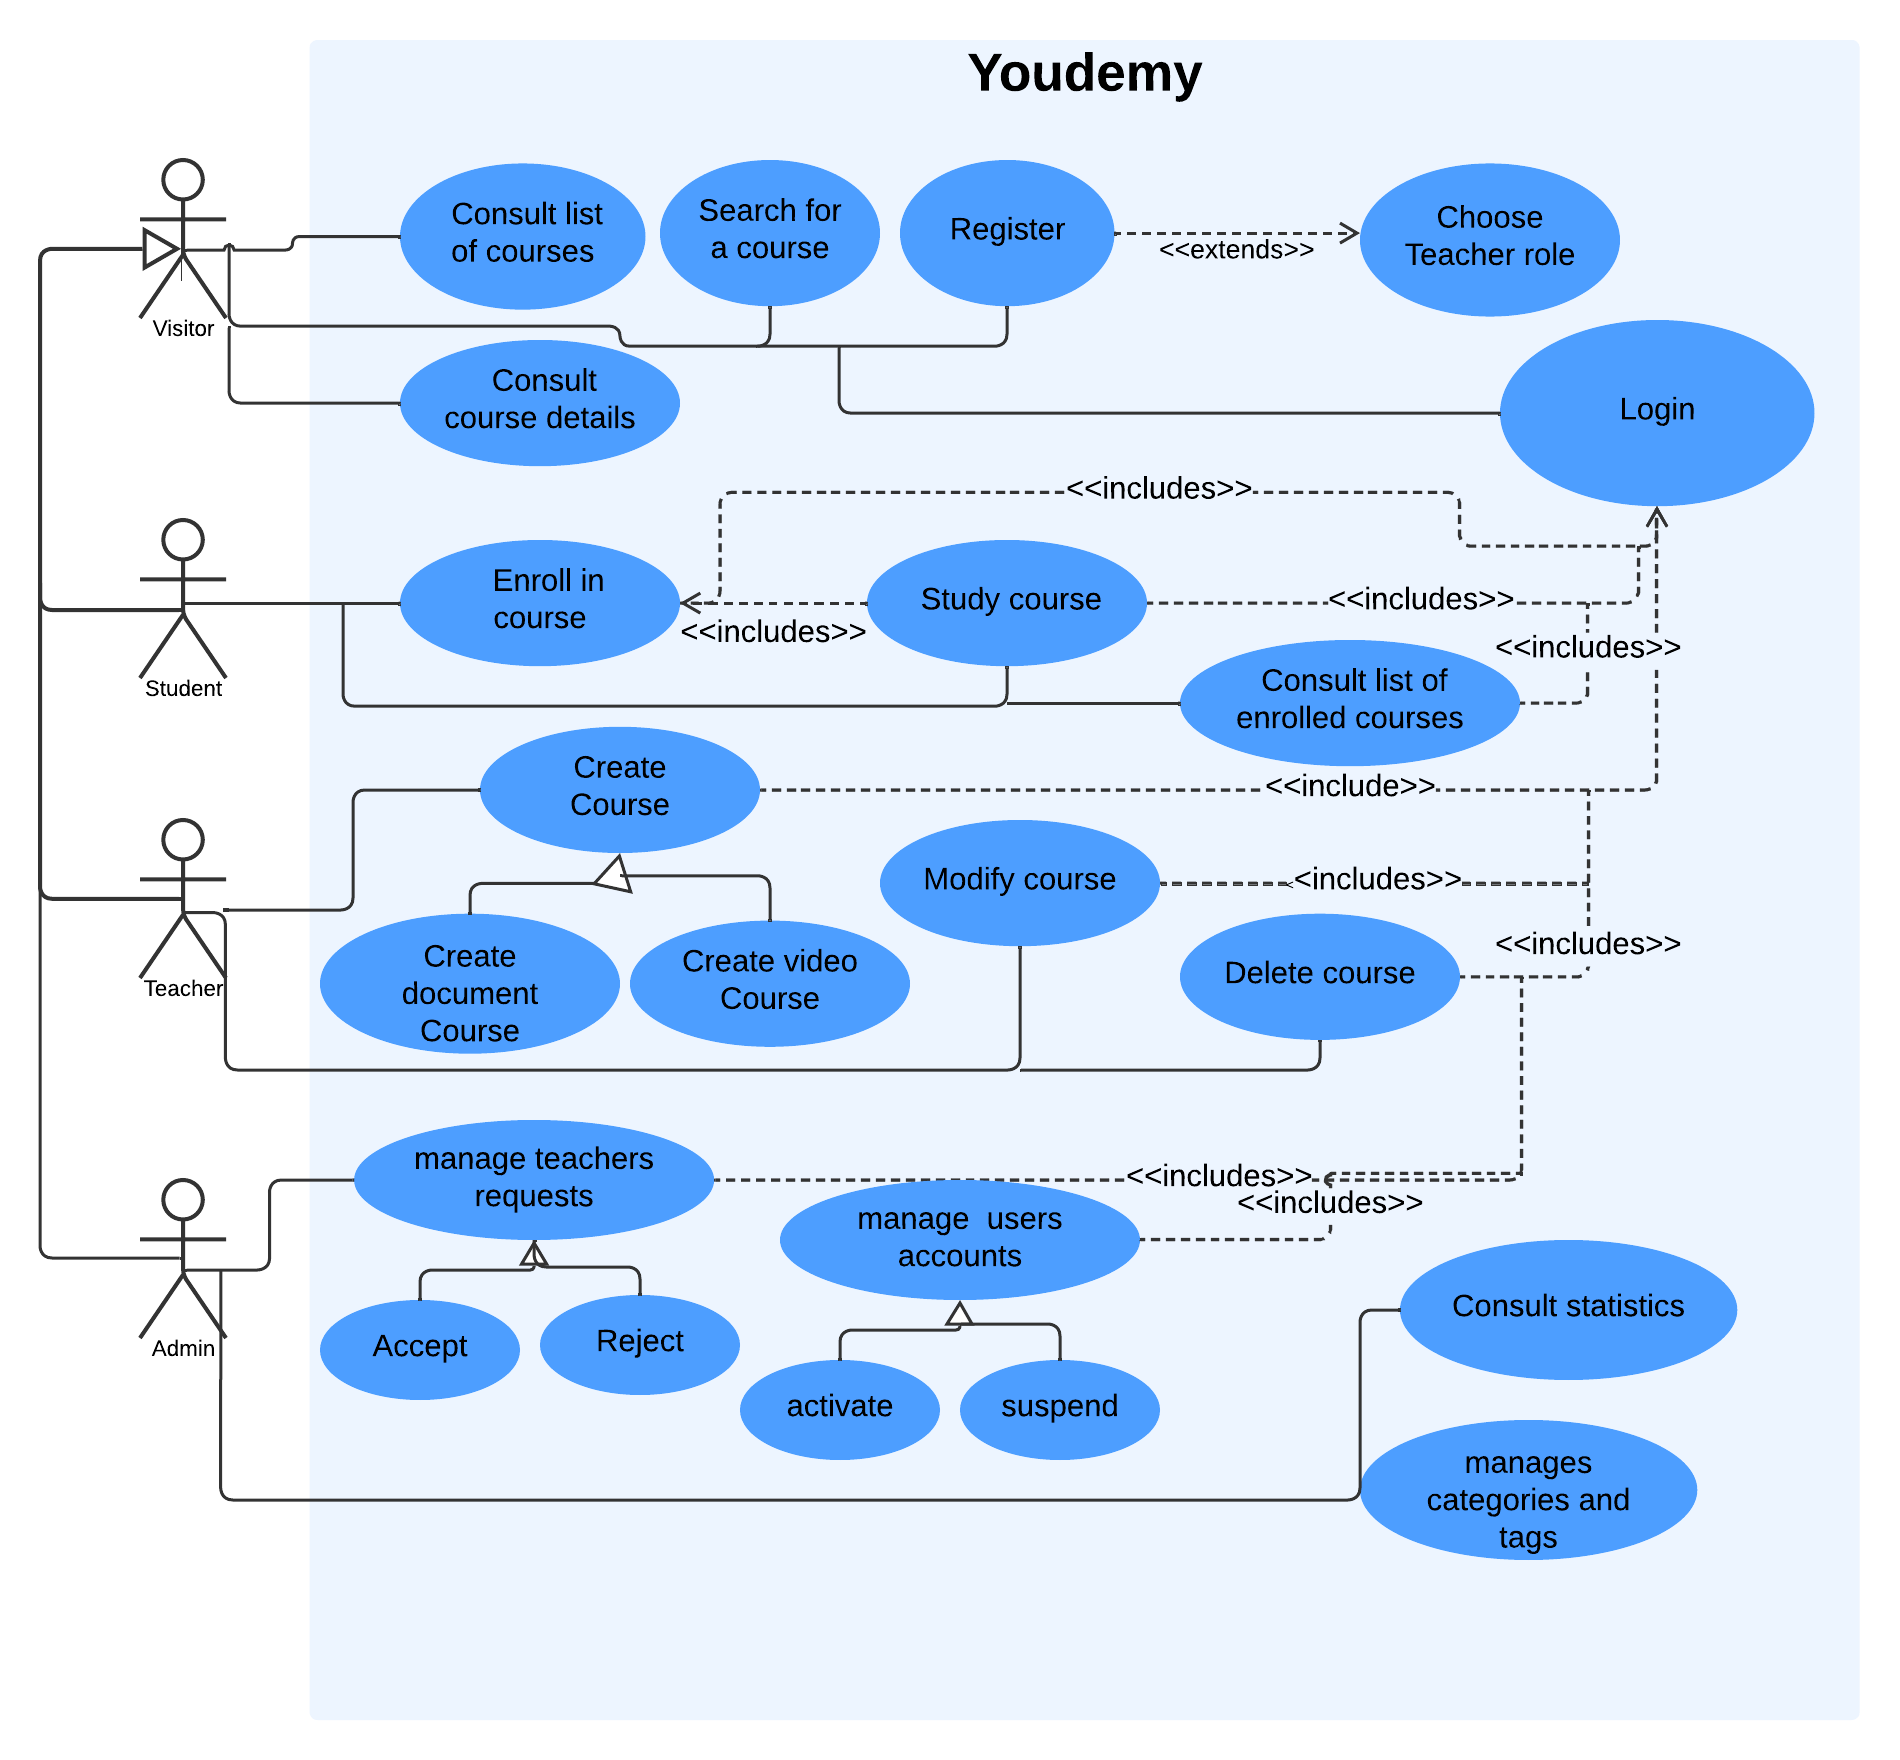 Youdemy
Consult list
of courses
Search for
a course
Register
<<extends>>
Choose
Teacher role
Visitor
Consult
course details
Login
<<includes>>
Enroll in
course
<<includes>>
Study course
<<includes>>
<<includes>>
Student
Consult list of
enrolled courses
Create
Course
<<include>>
Modify course
<<includes>>
<<includes>>
Teacher
Create
document
Course
Create video
Course
Delete course
manage teachers
requests
<<includes>>
<<includes>>
manage  users
accounts
Admin
Accept
Reject
activate
suspend
Consult statistics
manages
categories and
tags